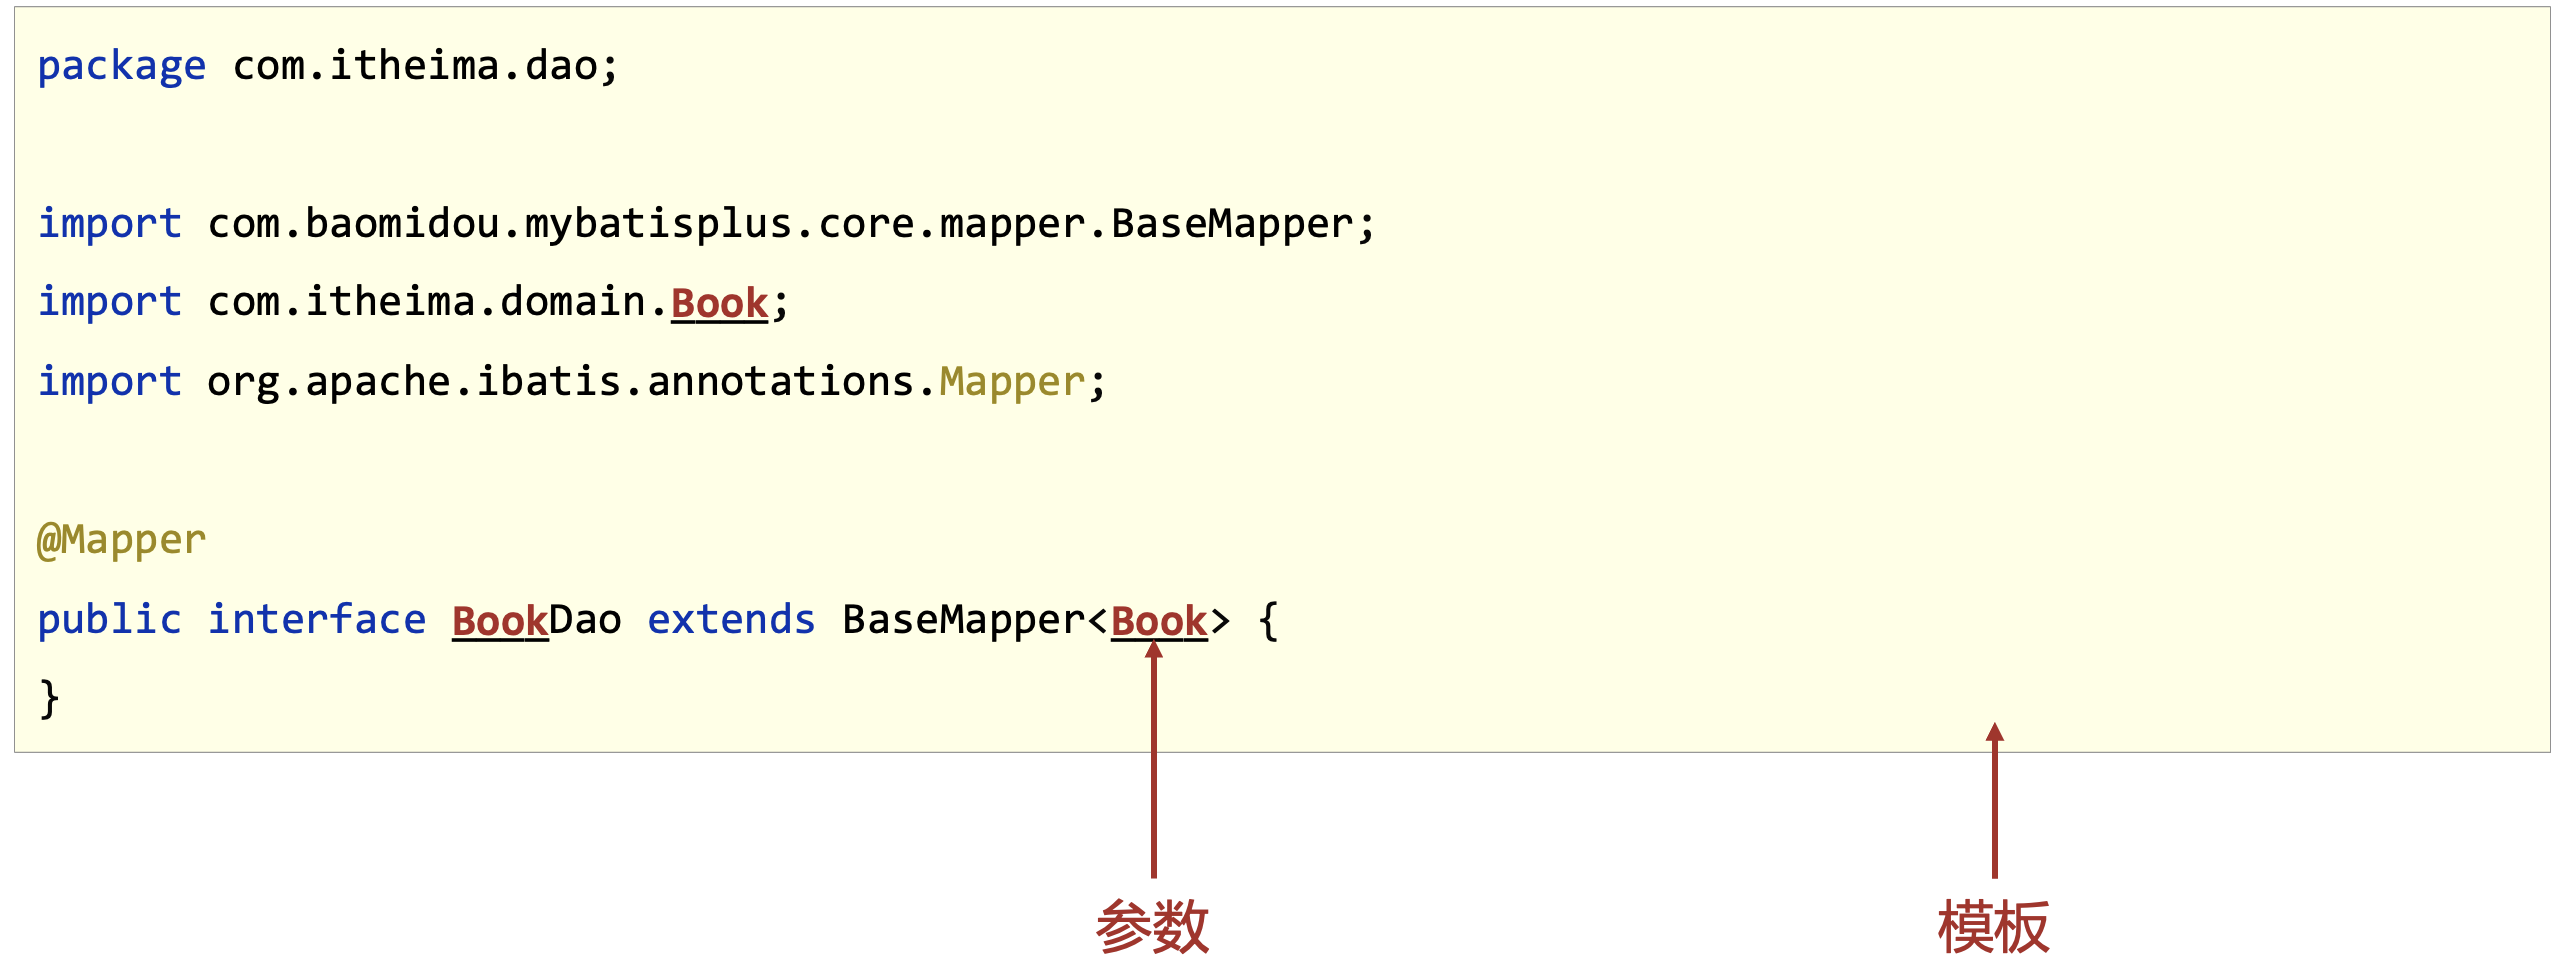 package com.itheima.dao;
import com.baomidou.mybatisplus.core.mapper.BaseMapper;
import com.itheima.domain.Book;
import org.apache.ibatis.annotations.Mapper;
@Mapper
public interface BookDao extends BaseMapper<Book> {
}
参数 模板